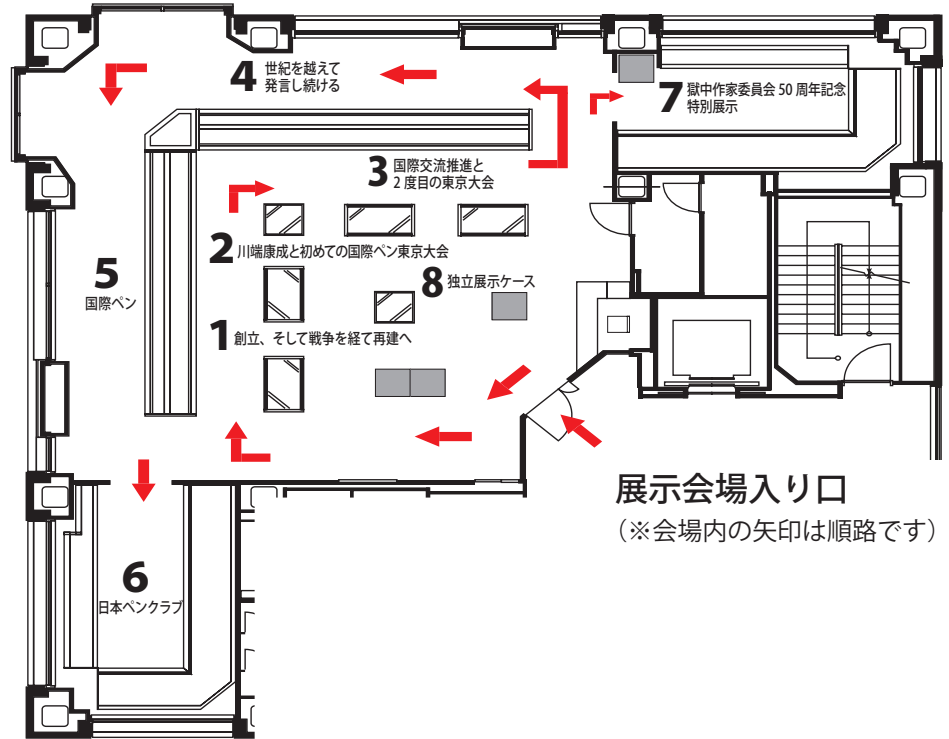 4 世紀を越えて
発言し続ける
7 獄中作家委員会 50 周年記念
特別展示
3 国際交流推進と
2 度目の東京大会
2 川端康成と初めての国際ペン東京大会
5
国際ペン
8 独立展示ケース
1 創立、そして戦争を経て再建へ
展示会場入り口
(※会場内の矢印は順路です)
6
日本ペンクラブ